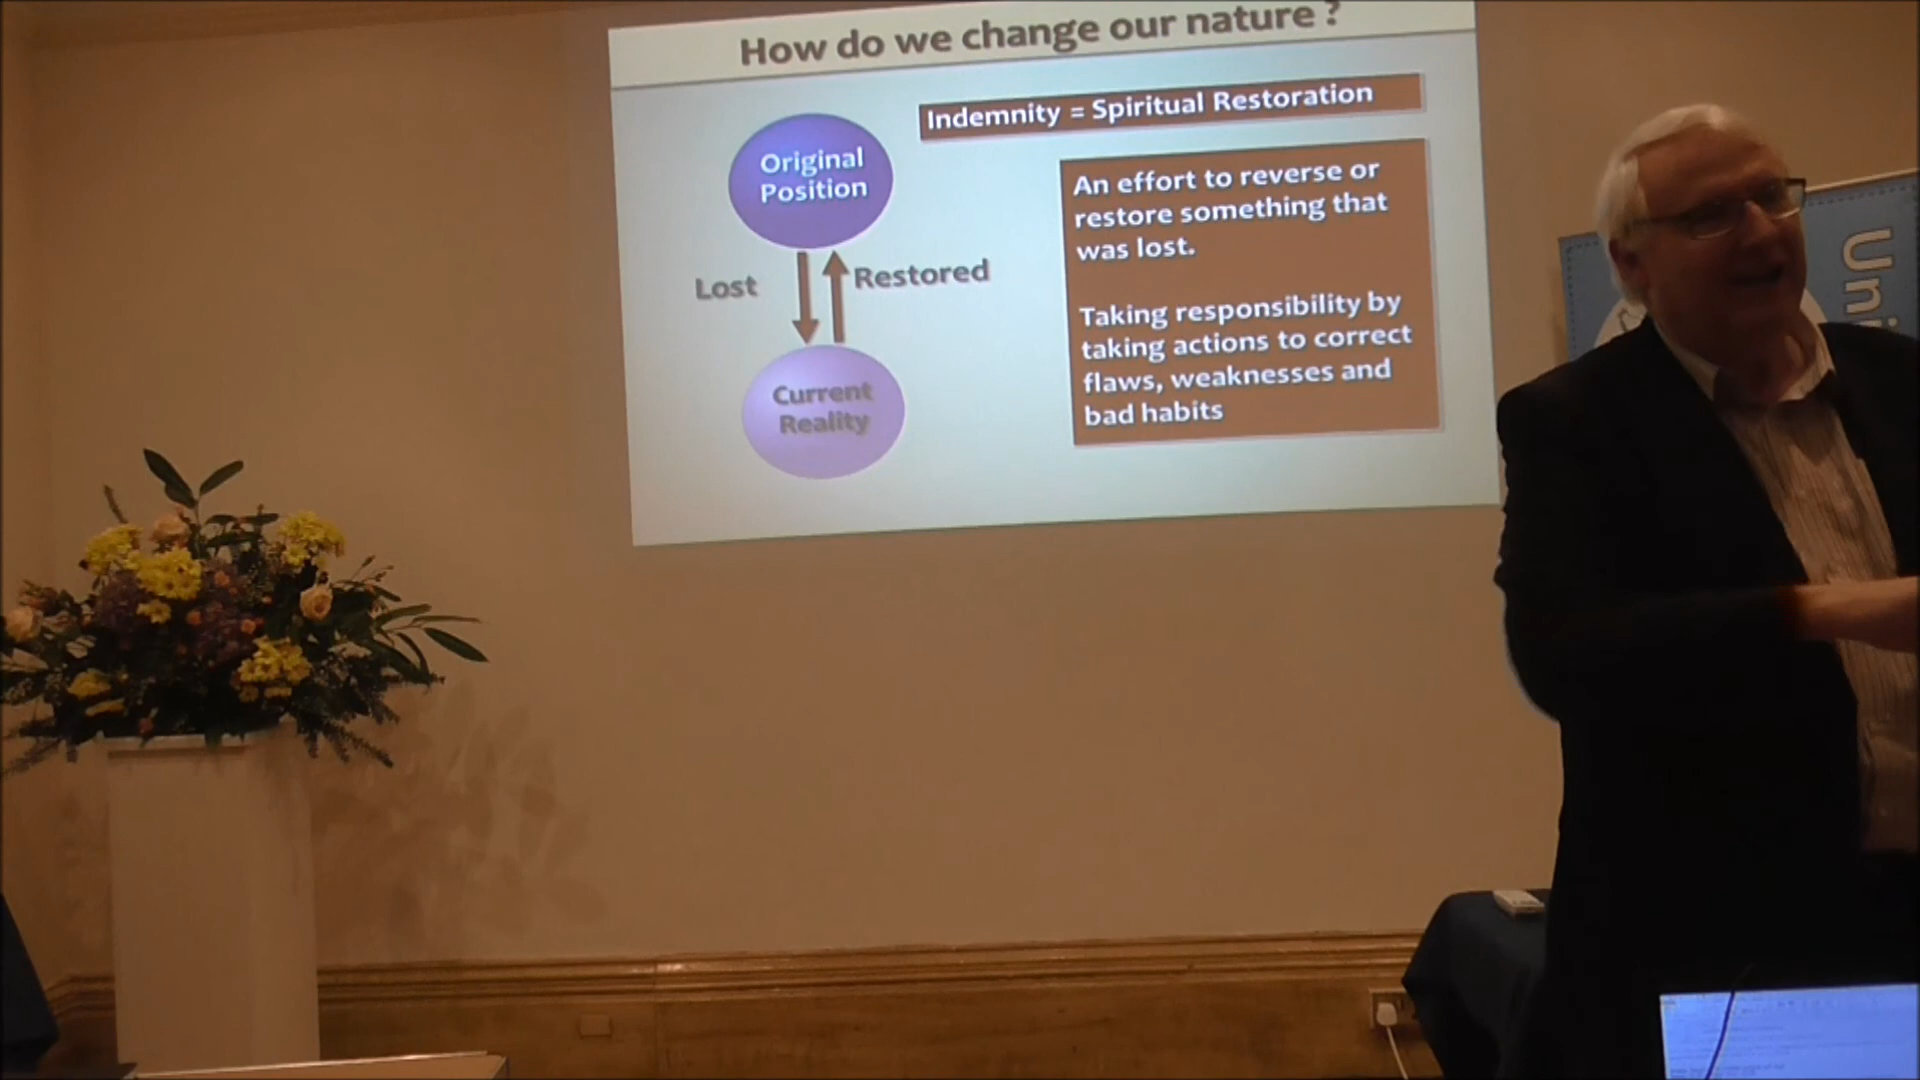 How do we change our nature ?
Indemnity = Spiritual Restoration
Original
Position
Lost
Restored
Current
Reality
An effort to reverse or
restore something that
was lost.
Taking responsibility by
taking actions to correct
flaws, weaknesses and
bad habits
Uni